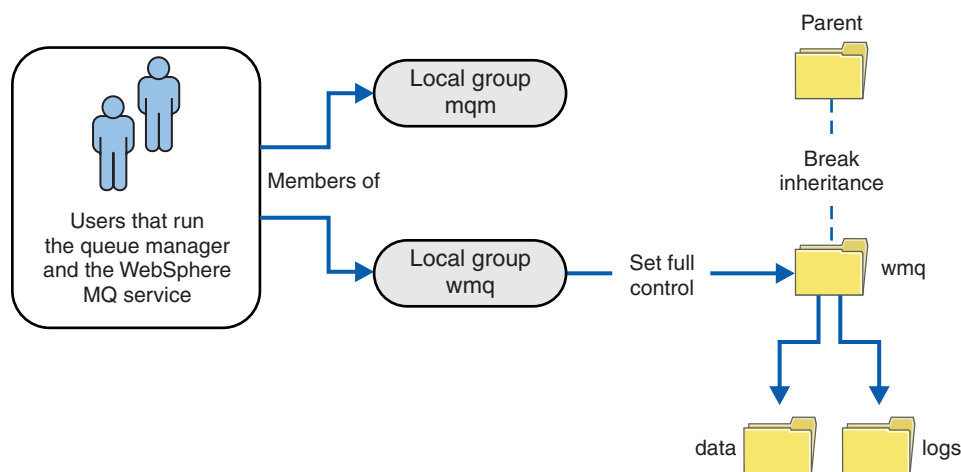 Parent
Local group
mqm
Break
inheritance
Members of
Users that run
the queue manager
and the WebSphere
MQ service
Local group
wmq
Set full
control
wmq
data
logs